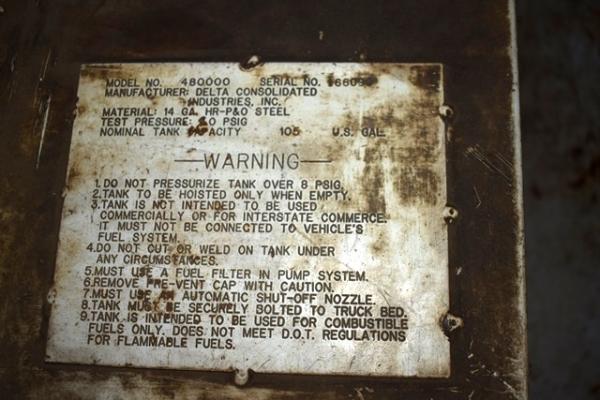 MODEL NO. 480000 SERIAL NO.
MANUFACTURER: DELTA CONSOLIDATED
INDUSTRIES, INC.
MATERIAL: 14 GA. HR-P&O STEEL
TEST PRESSURE: PSIG
NOMINAL TANK CAPACITY 105 U.S. GAL.
WARNING
1. DO NOT PRESSURIZE TANK OVER 8 PSIG.
2. TANK TO BE HOISTED ONLY WHEN EMPTY.
3. TANK IS NOT INTENDED TO BE USED
COMMERCIALLY OR FOR INTERSTATE COMMERCE.
IT MUST NOT BE CONNECTED TO VEHICLE'S
FUEL SYSTEM.
4. DO NOT CUT OR WELD ON TANK UNDER
ANY CIRCUMSTANCES.
5. MUST USE A FUEL FILTER IN PUMP SYSTEM.
6. REMOVE PRE-VENT CAP WITH CAUTION.
7. MUST USE AN AUTOMATIC SHUT-OFF NOZZLE.
8. TANK MUST BE SECURELY BOLTED TO TRUCK BED.
9. TANK IS INTENDED TO BE USED FOR COMBUSTIBLE
FUELS ONLY. DOES NOT MEET D.O.T. REGULATIONS
FOR FLAMMABLE FUELS.